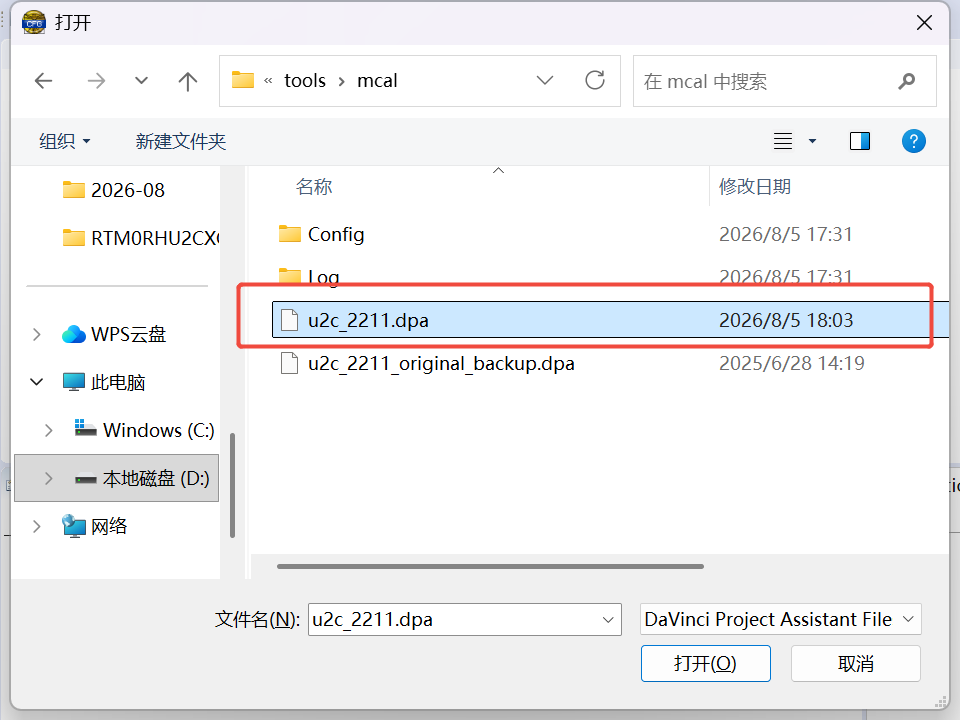 CFG 打开
« tools › mcal
在 mcal 中搜索
组织
新建文件夹
?
2026-08
WPS云盘
此电脑
Windows (C:)
本地磁盘 (D:)
网络
名称 修改日期
Config 2026/8/5 17:31
Log 2026/8/5 17:31
u2c_2211.dpa 2026/8/5 18:03
u2c_2211_original_backup.dpa 2025/6/28 14:19
文件名(N): u2c_2211.dpa
DaVinci Project Assistant File
打开(O) 取消